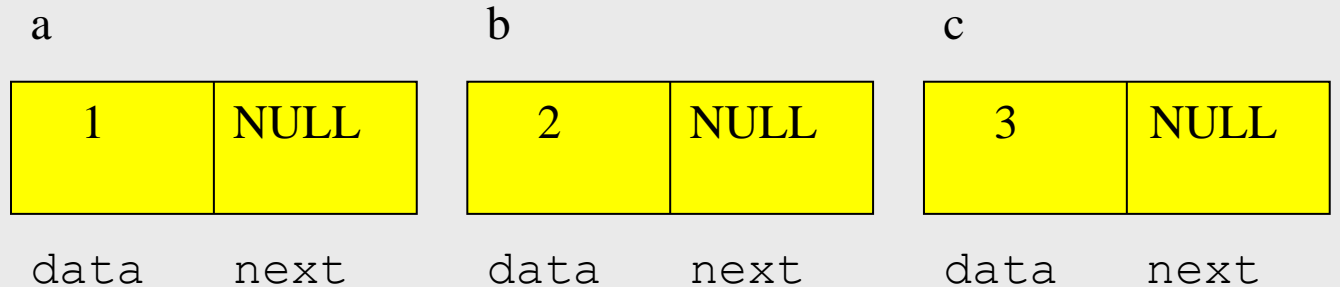 a b c
1 NULL 2 NULL 3 NULL
data next data next data next